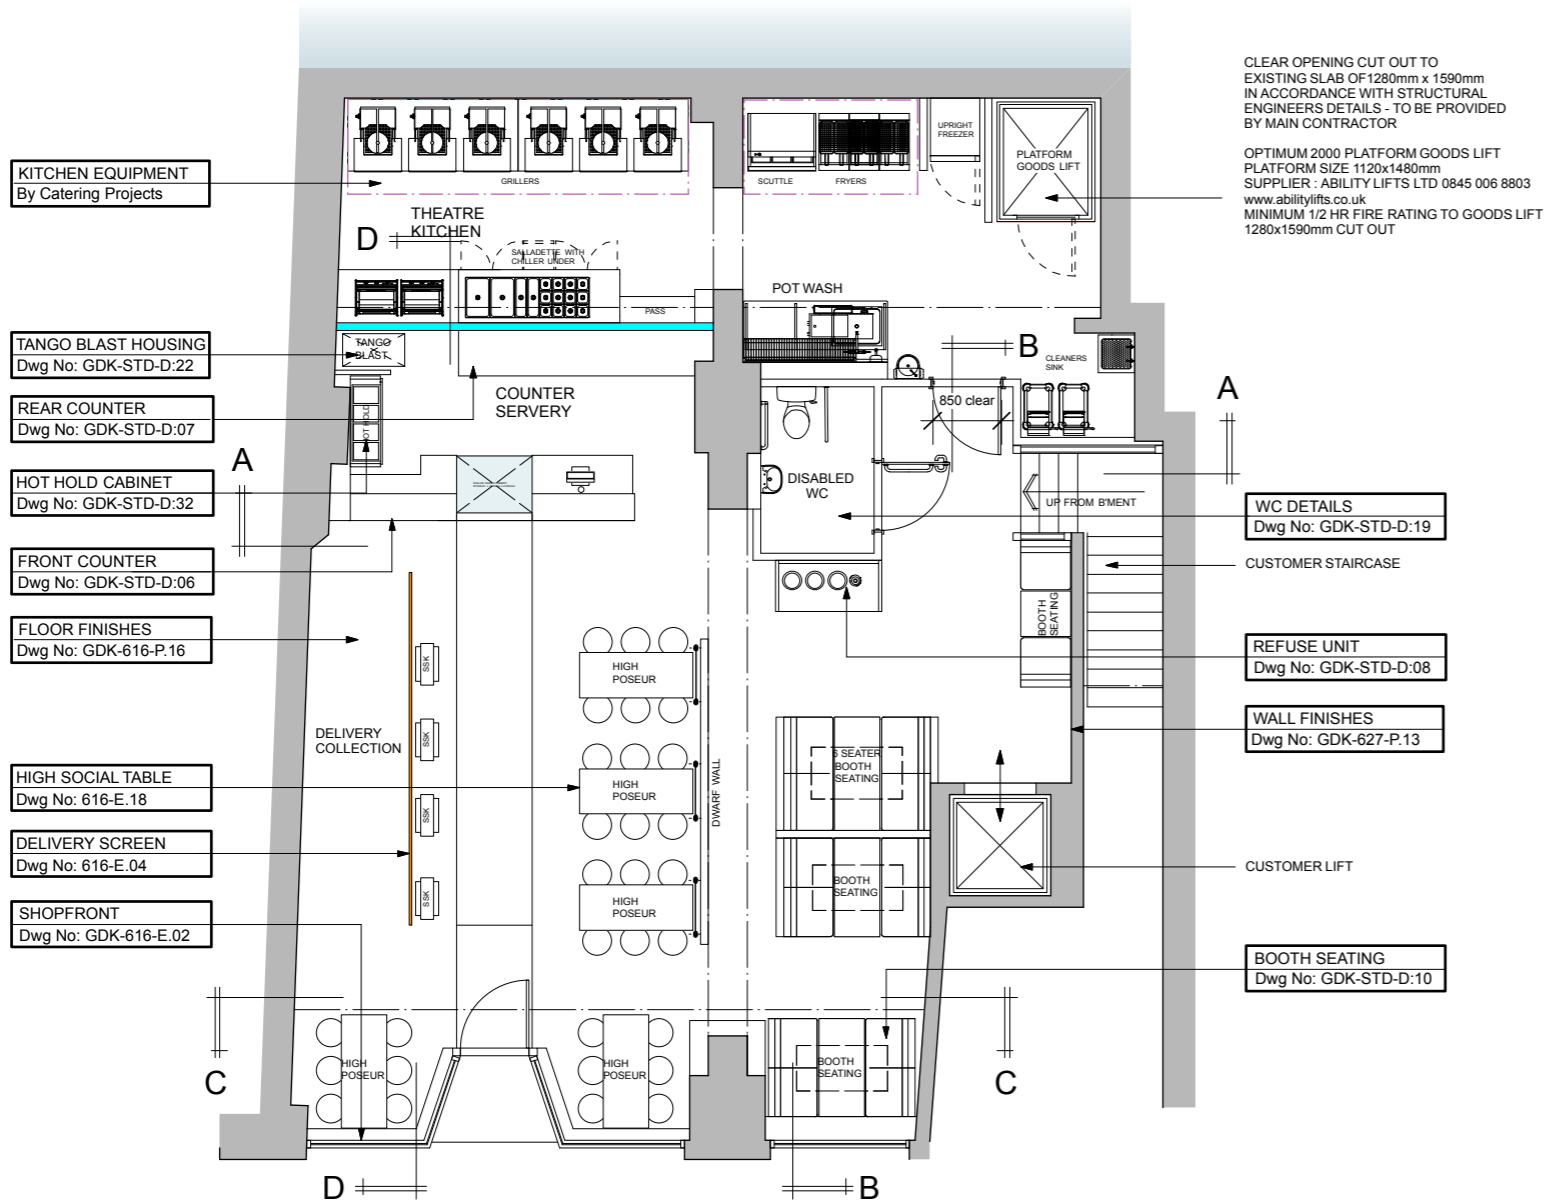 CLEAR OPENING CUT OUT TO
EXISTING SLAB OF1280mm x 1590mm
IN ACCORDANCE WITH STRUCTURAL
ENGINEERS DETAILS - TO BE PROVIDED
BY MAIN CONTRACTOR
OPTIMUM 2000 PLATFORM GOODS LIFT
PLATFORM SIZE 1120x1480mm
SUPPLIER : ABILITY LIFTS LTD 0845 006 8803
www.abilitylifts.co.uk
MINIMUM 1/2 HR FIRE RATING TO GOODS LIFT
1280x1590mm CUT OUT
KITCHEN EQUIPMENT
By Catering Projects
TANGO BLAST HOUSING
Dwg No: GDK-STD-D:22
REAR COUNTER
Dwg No: GDK-STD-D:07
HOT HOLD CABINET
Dwg No: GDK-STD-D:32
FRONT COUNTER
Dwg No: GDK-STD-D:06
FLOOR FINISHES
Dwg No: GDK-616-P.16
HIGH SOCIAL TABLE
Dwg No: 616-E.18
DELIVERY SCREEN
Dwg No: 616-E.04
SHOPFRONT
Dwg No: GDK-616-E.02
GRILLERS
SCUTTLE
FRYERS
UPRIGHT
FREEZER
PLATFORM
GOODS LIFT
THEATRE
KITCHEN
D
SALLADETTE WITH
CHILLER UNDER
PASS
POT WASH
TANGO
BLAST
COUNTER
SERVERY
HOT HOLD
B
CLEANERS
SINK
850 clear
A
A
DISABLED
WC
UP FROM B'MENT
BOOTH
SEATING
HIGH
POSEUR
HIGH
POSEUR
HIGH
POSEUR
SSK
SSK
SSK
SSK
DELIVERY
COLLECTION
DWARF WALL
6 SEATER
BOOTH
SEATING
BOOTH
SEATING
BOOTH
SEATING
HIGH
POSEUR
HIGH
POSEUR
C
C
D
B
WC DETAILS
Dwg No: GDK-STD-D:19
CUSTOMER STAIRCASE
REFUSE UNIT
Dwg No: GDK-STD-D:08
WALL FINISHES
Dwg No: GDK-627-P.13
CUSTOMER LIFT
BOOTH SEATING
Dwg No: GDK-STD-D:10